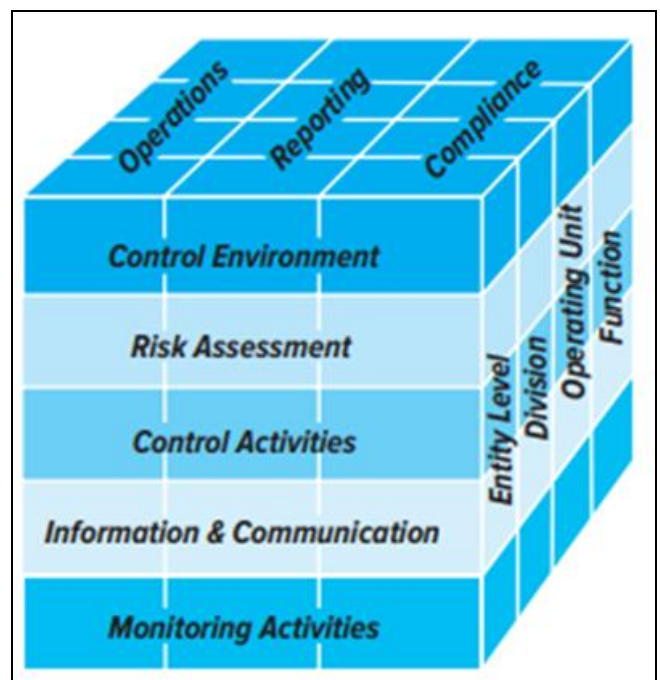 Operations
Reporting
Compliance
Control Environment
Risk Assessment
Control Activities
Information & Communication
Monitoring Activities
Entity Level
Division
Operating Unit
Function